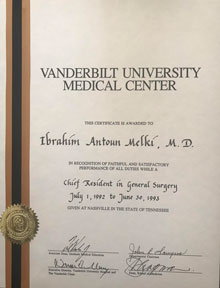 VANDERBILT UNIVERSITY
MEDICAL CENTER
THIS CERTIFICATE IS AWARDED TO
Ibrahim Antoun Melki, M.D.
IN RECOGNITION OF FAITHFUL AND SATISFACTORY
PERFORMANCE OF ALL DUTIES WHILE A
Chief Resident in General Surgery
July 1, 1992 to June 30, 1993
GIVEN AT NASHVILLE IN THE STATE OF TENNESSEE